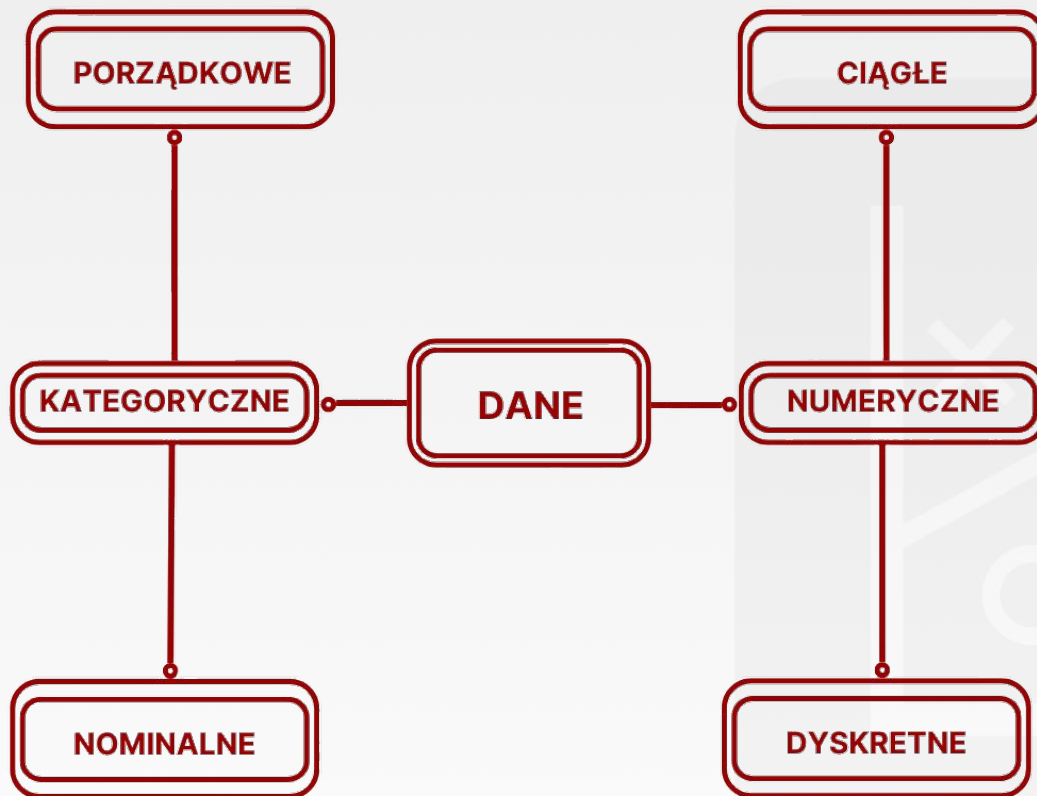 PORZĄDKOWE
CIĄGŁE
KATEGORYCZNE
DANE
NUMERYCZNE
NOMINALNE
DYSKRETNE